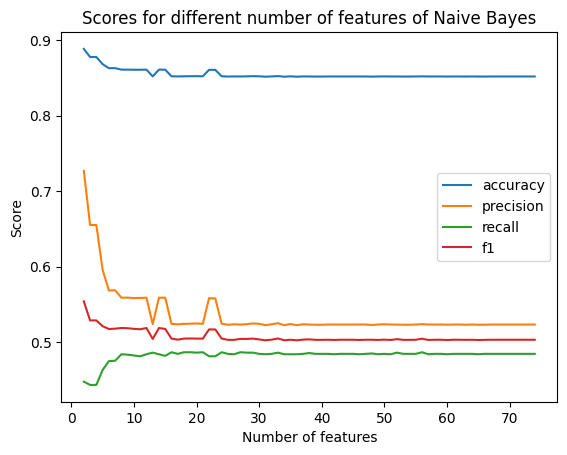 Scores for different number of features of Naive Bayes
0.9
0.8
0.7
0.6
0.5
Score
accuracy
precision
recall
f1
0 10 20 30 40 50 60 70
Number of features